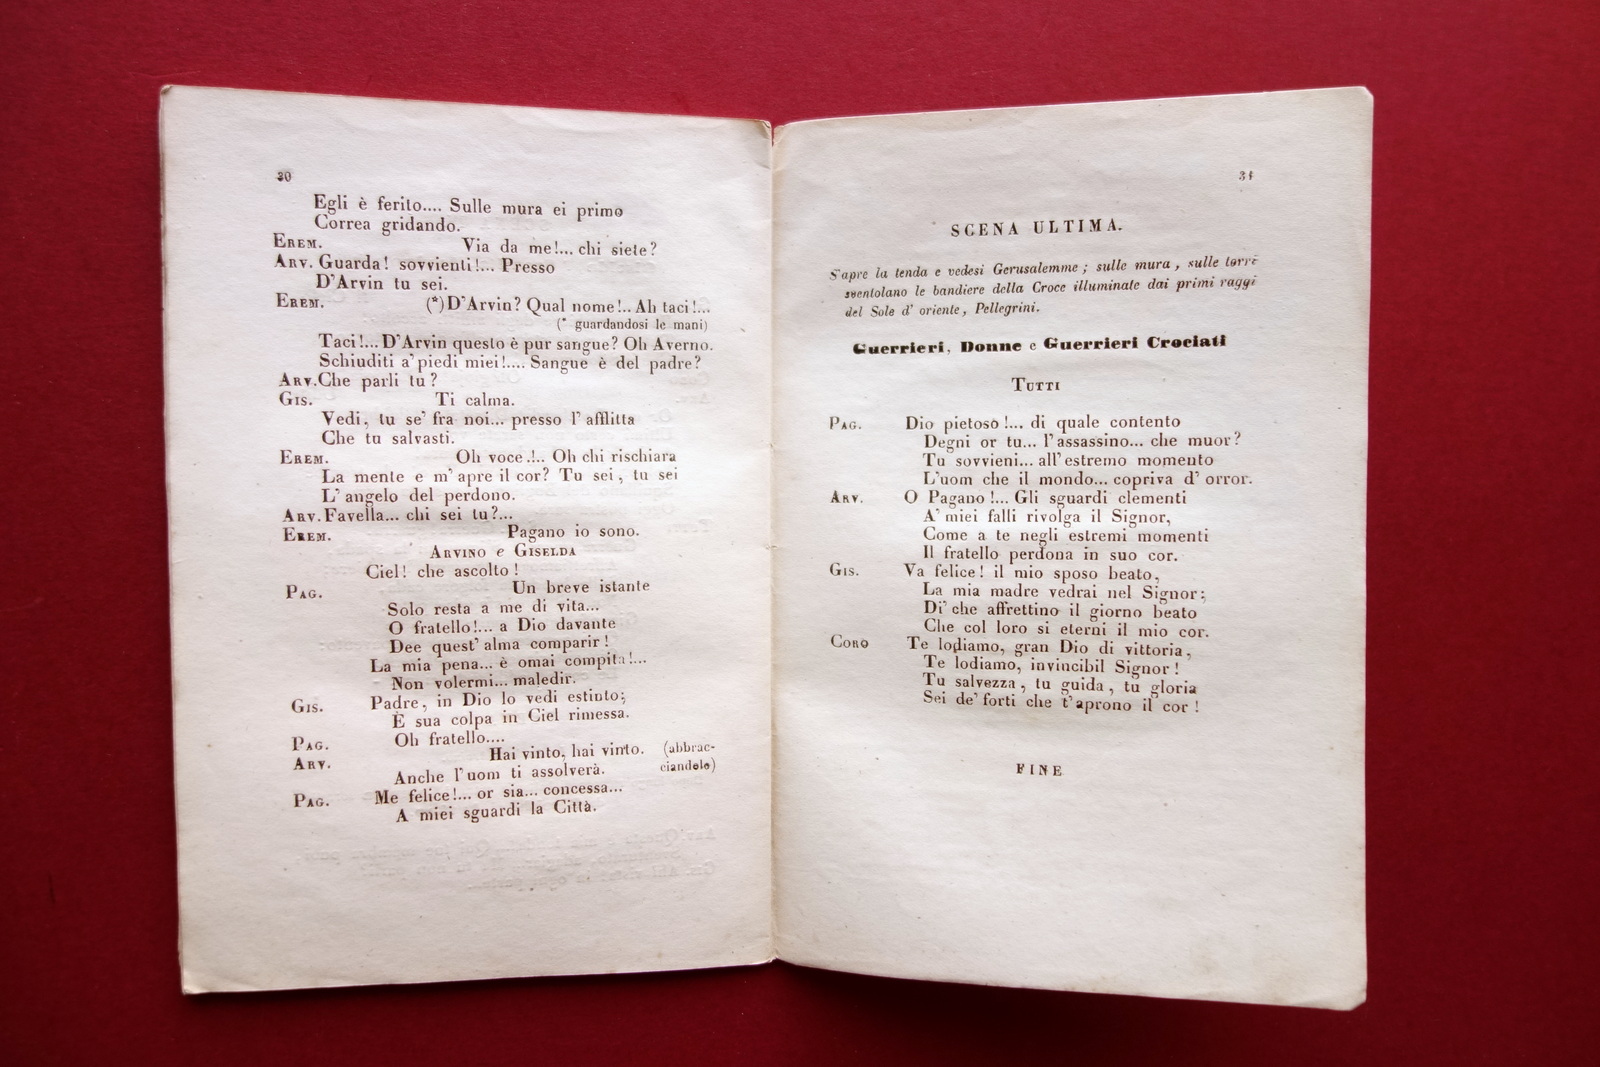 30
Egli è ferito.... Sulle mura ei primo
Correa gridando.
EREM. Via da me!... chi siete?
ARV. Guarda! sovvienti!... Presso
D'Arvin tu sei.
EREM. (*) D'Arvin? Qual nome!.. Ah taci!...
(* guardandosi le mani)
Taci!... D'Arvin questo è pur sangue? Oh Averno.
Schiuditi a' piedi miei!.... Sangue è del padre?
ARV. Che parli tu?
GIS. Ti calma.
Vedi, tu se' fra noi... presso l' afflitta
Che tu salvasti.
EREM. Oh voce.!.. Oh chi rischiara
La mente e m' apre il cor? Tu sei, tu sei
L' angelo del perdono.
ARV. Favella... chi sei tu?...
EREM. Pagano io sono.
ARVINO e GISELDA
Ciel! che ascolto!
PAG. Un breve istante
Solo resta a me di vita...
O fratello!... a Dio davante
Dee quest' alma comparir!
La mia pena... è omai compita!...
Non volermi... maledir.
GIS. Padre, in Dio lo vedi estinto;
È sua colpa in Ciel rimessa.
PAG. Oh fratello....
ARV. Hai vinto, hai vinto. (abbrac-
Anche l'uom ti assolverà. ciandolo)
PAG. Me felice!... or sia... concessa...
A miei sguardi la Città.
31
SCENA ULTIMA.
S'apre la tenda e vedesi Gerusalemme; sulle mura, sulle torri
sventolano le bandiere della Croce illuminate dai primi raggi
del Sole d' oriente, Pellegrini.
Guerrieri, Donne e Guerrieri Crociati
TUTTI
PAG. Dio pietoso!... di quale contento
Degni or tu... l'assassino... che muor?
Tu sovvieni... all'estremo momento
L'uom che il mondo... copriva d' orror.
ARV. O Pagano!... Gli sguardi clementi
A' miei falli rivolga il Signor,
Come a te negli estremi momenti
Il fratello perdona in suo cor.
GIS. Va felice! il mio sposo beato,
La mia madre vedrai nel Signor;
Di' che affrettino il giorno beato
Che col loro si eterni il mio cor.
CORO Te lodiamo, gran Dio di vittoria,
Te lodiamo, invincibil Signor!
Tu salvezza, tu guida, tu gloria
Sei de' forti che t'aprono il cor!
FINE